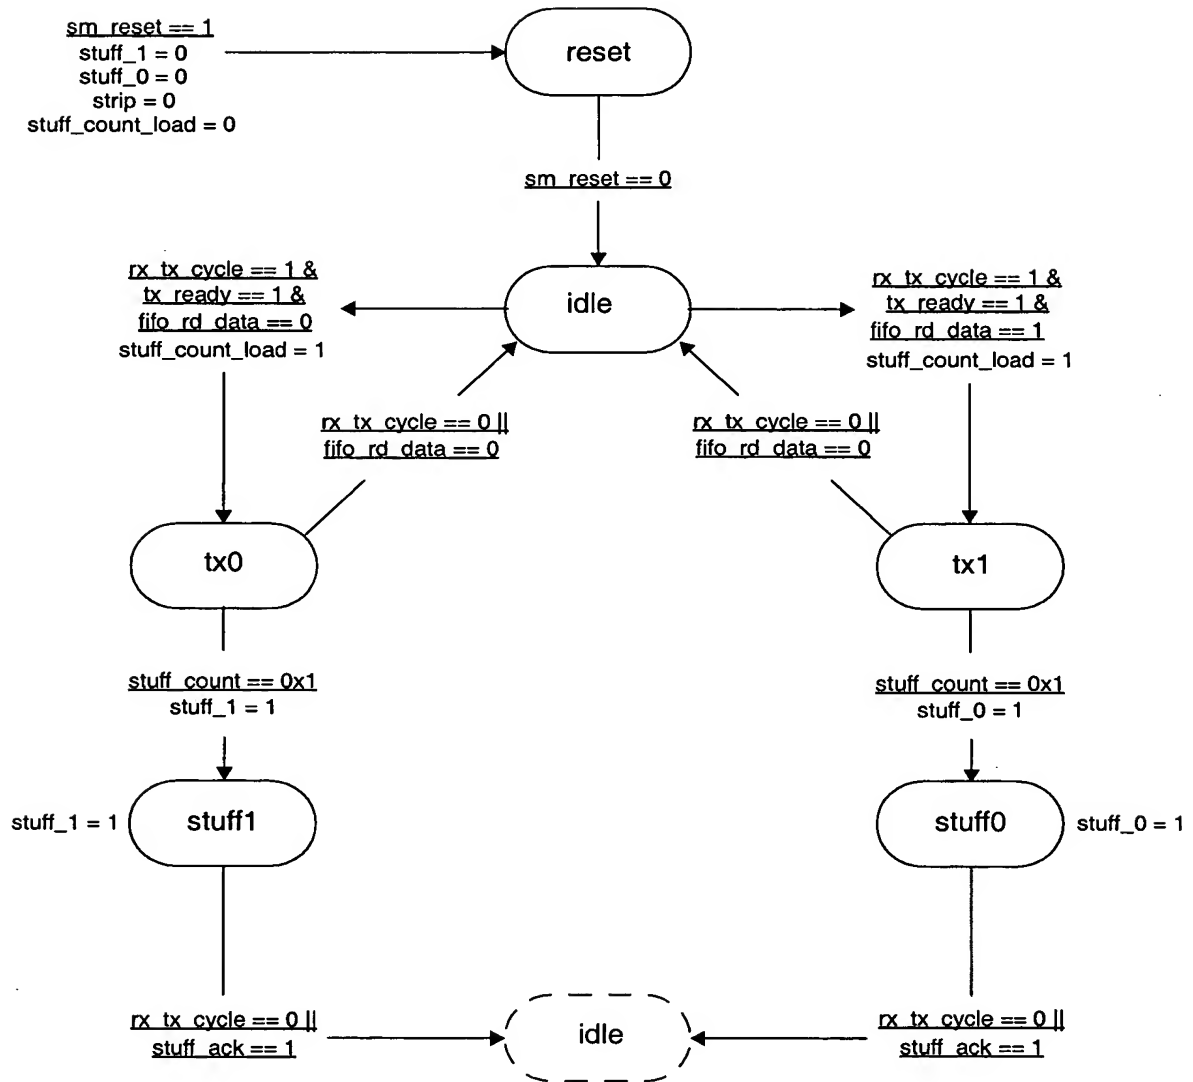 sm_reset == 1
stuff_1 = 0
stuff_0 = 0
strip = 0
stuff_count_load = 0
reset
sm_reset == 0
rx_tx_cycle == 1 &
tx_ready == 1 &
fifo_rd_data == 0
stuff_count_load = 1
idle
rx_tx_cycle == 1 &
tx_ready == 1 &
fifo_rd_data == 1
stuff_count_load = 1
rx_tx_cycle == 0 ||
fifo_rd_data == 0
rx_tx_cycle == 0 ||
fifo_rd_data == 0
tx0
tx1
stuff_count == 0x1
stuff_1 = 1
stuff_count == 0x1
stuff_0 = 1
stuff_1 = 1
stuff1
stuff0
stuff_0 = 1
rx_tx_cycle == 0 ||
stuff_ack == 1
idle
rx_tx_cycle == 0 ||
stuff_ack == 1